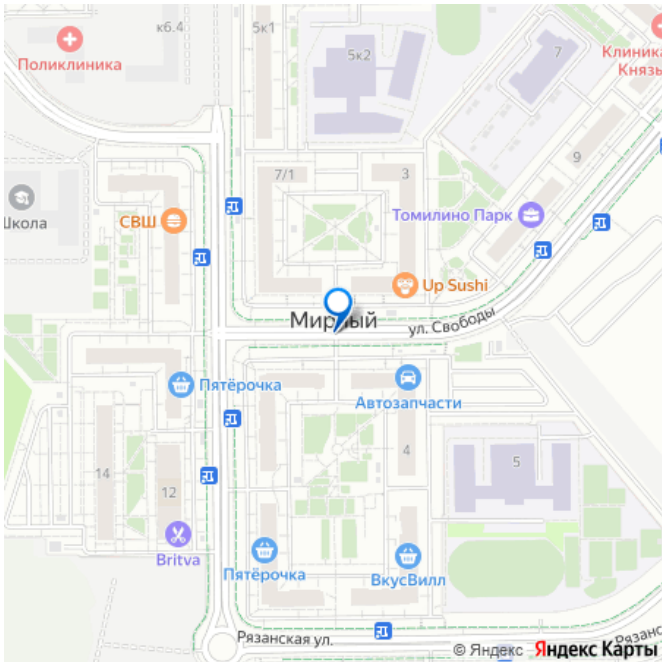 к6.4
5к1
Поликлиника
5к2
7
Клиника
Князь
9
7/1
3
Школа
СВШ
Томилино Парк
Up Sushi
Мирный
ул. Свободы
Пятёрочка
Автозапчасти
4
14
12
5
Britva
Пятёрочка
ВкусВилл
Рязанская ул.
Рязанс
© Яндекс Яндекс Карты